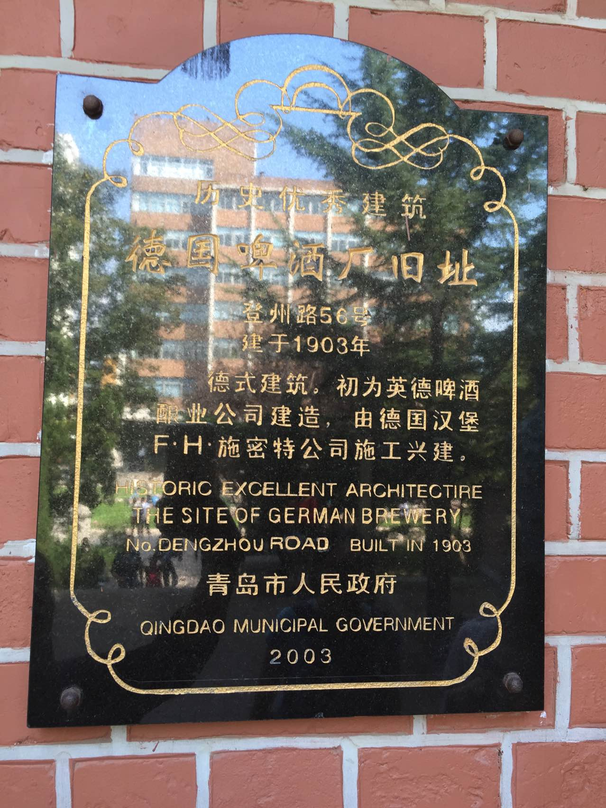 历史优秀建筑
德国啤酒厂旧址
登州路56号
建于1903年
德式建筑。初为英德啤酒
酿业公司建造，由德国汉堡
F·H·施密特公司施工兴建。
HISTORIC EXCELLENT ARCHITECTIRE
THE SITE OF GERMAN BREWERY
No.DENGZHOU ROAD BUILT IN 1903
青岛市人民政府
QINGDAO MUNICIPAL GOVERNMENT
2003